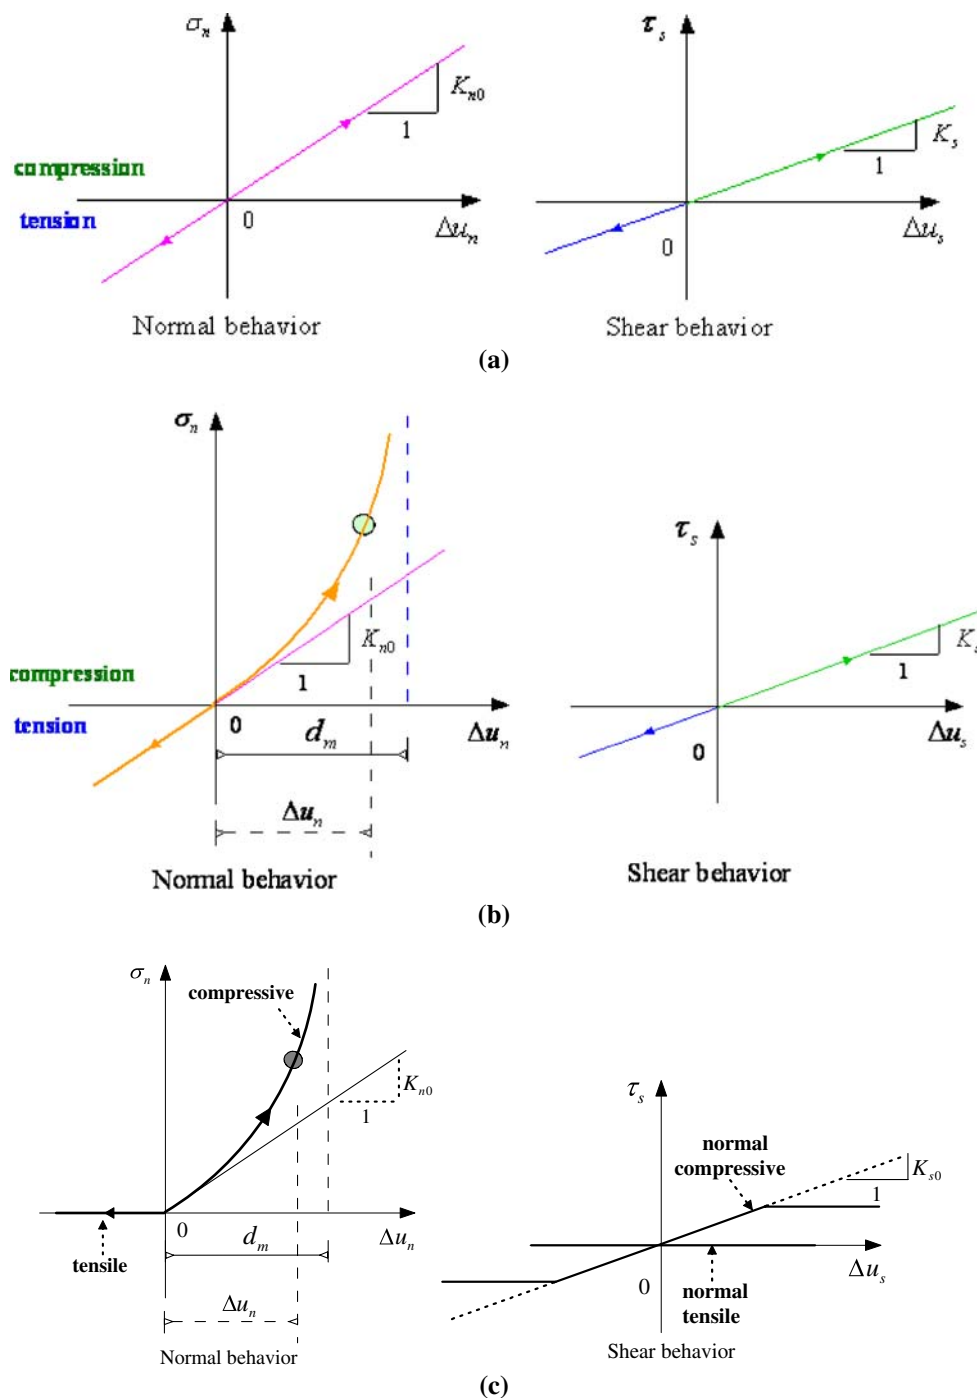 σₙ
τₛ
Kₙ₀
1
Kₛ
1
compression
tension
0
Δuₙ
0
Δuₛ
Normal behavior
Shear behavior
(a)
σₙ
τₛ
Kₙ₀
1
Kₛ
1
compression
tension
0
dₘ
Δuₙ
0
Δuₛ
Δuₙ
Normal behavior
Shear behavior
(b)
σₙ
compressive
Kₙ₀
1
τₛ
normal
compressive
Kₛ₀
1
0
dₘ
Δuₙ
tensile
0
Δuₛ
normal
tensile
Δuₙ
Normal behavior
Shear behavior
(c)